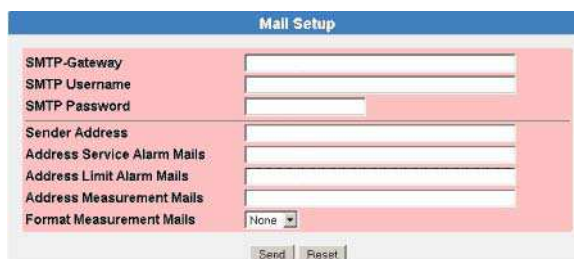 Mail Setup
SMTP-Gateway
SMTP Username
SMTP Password
Sender Address
Address Service Alarm Mails
Address Limit Alarm Mails
Address Measurement Mails
Format Measurement Mails None
Send Reset